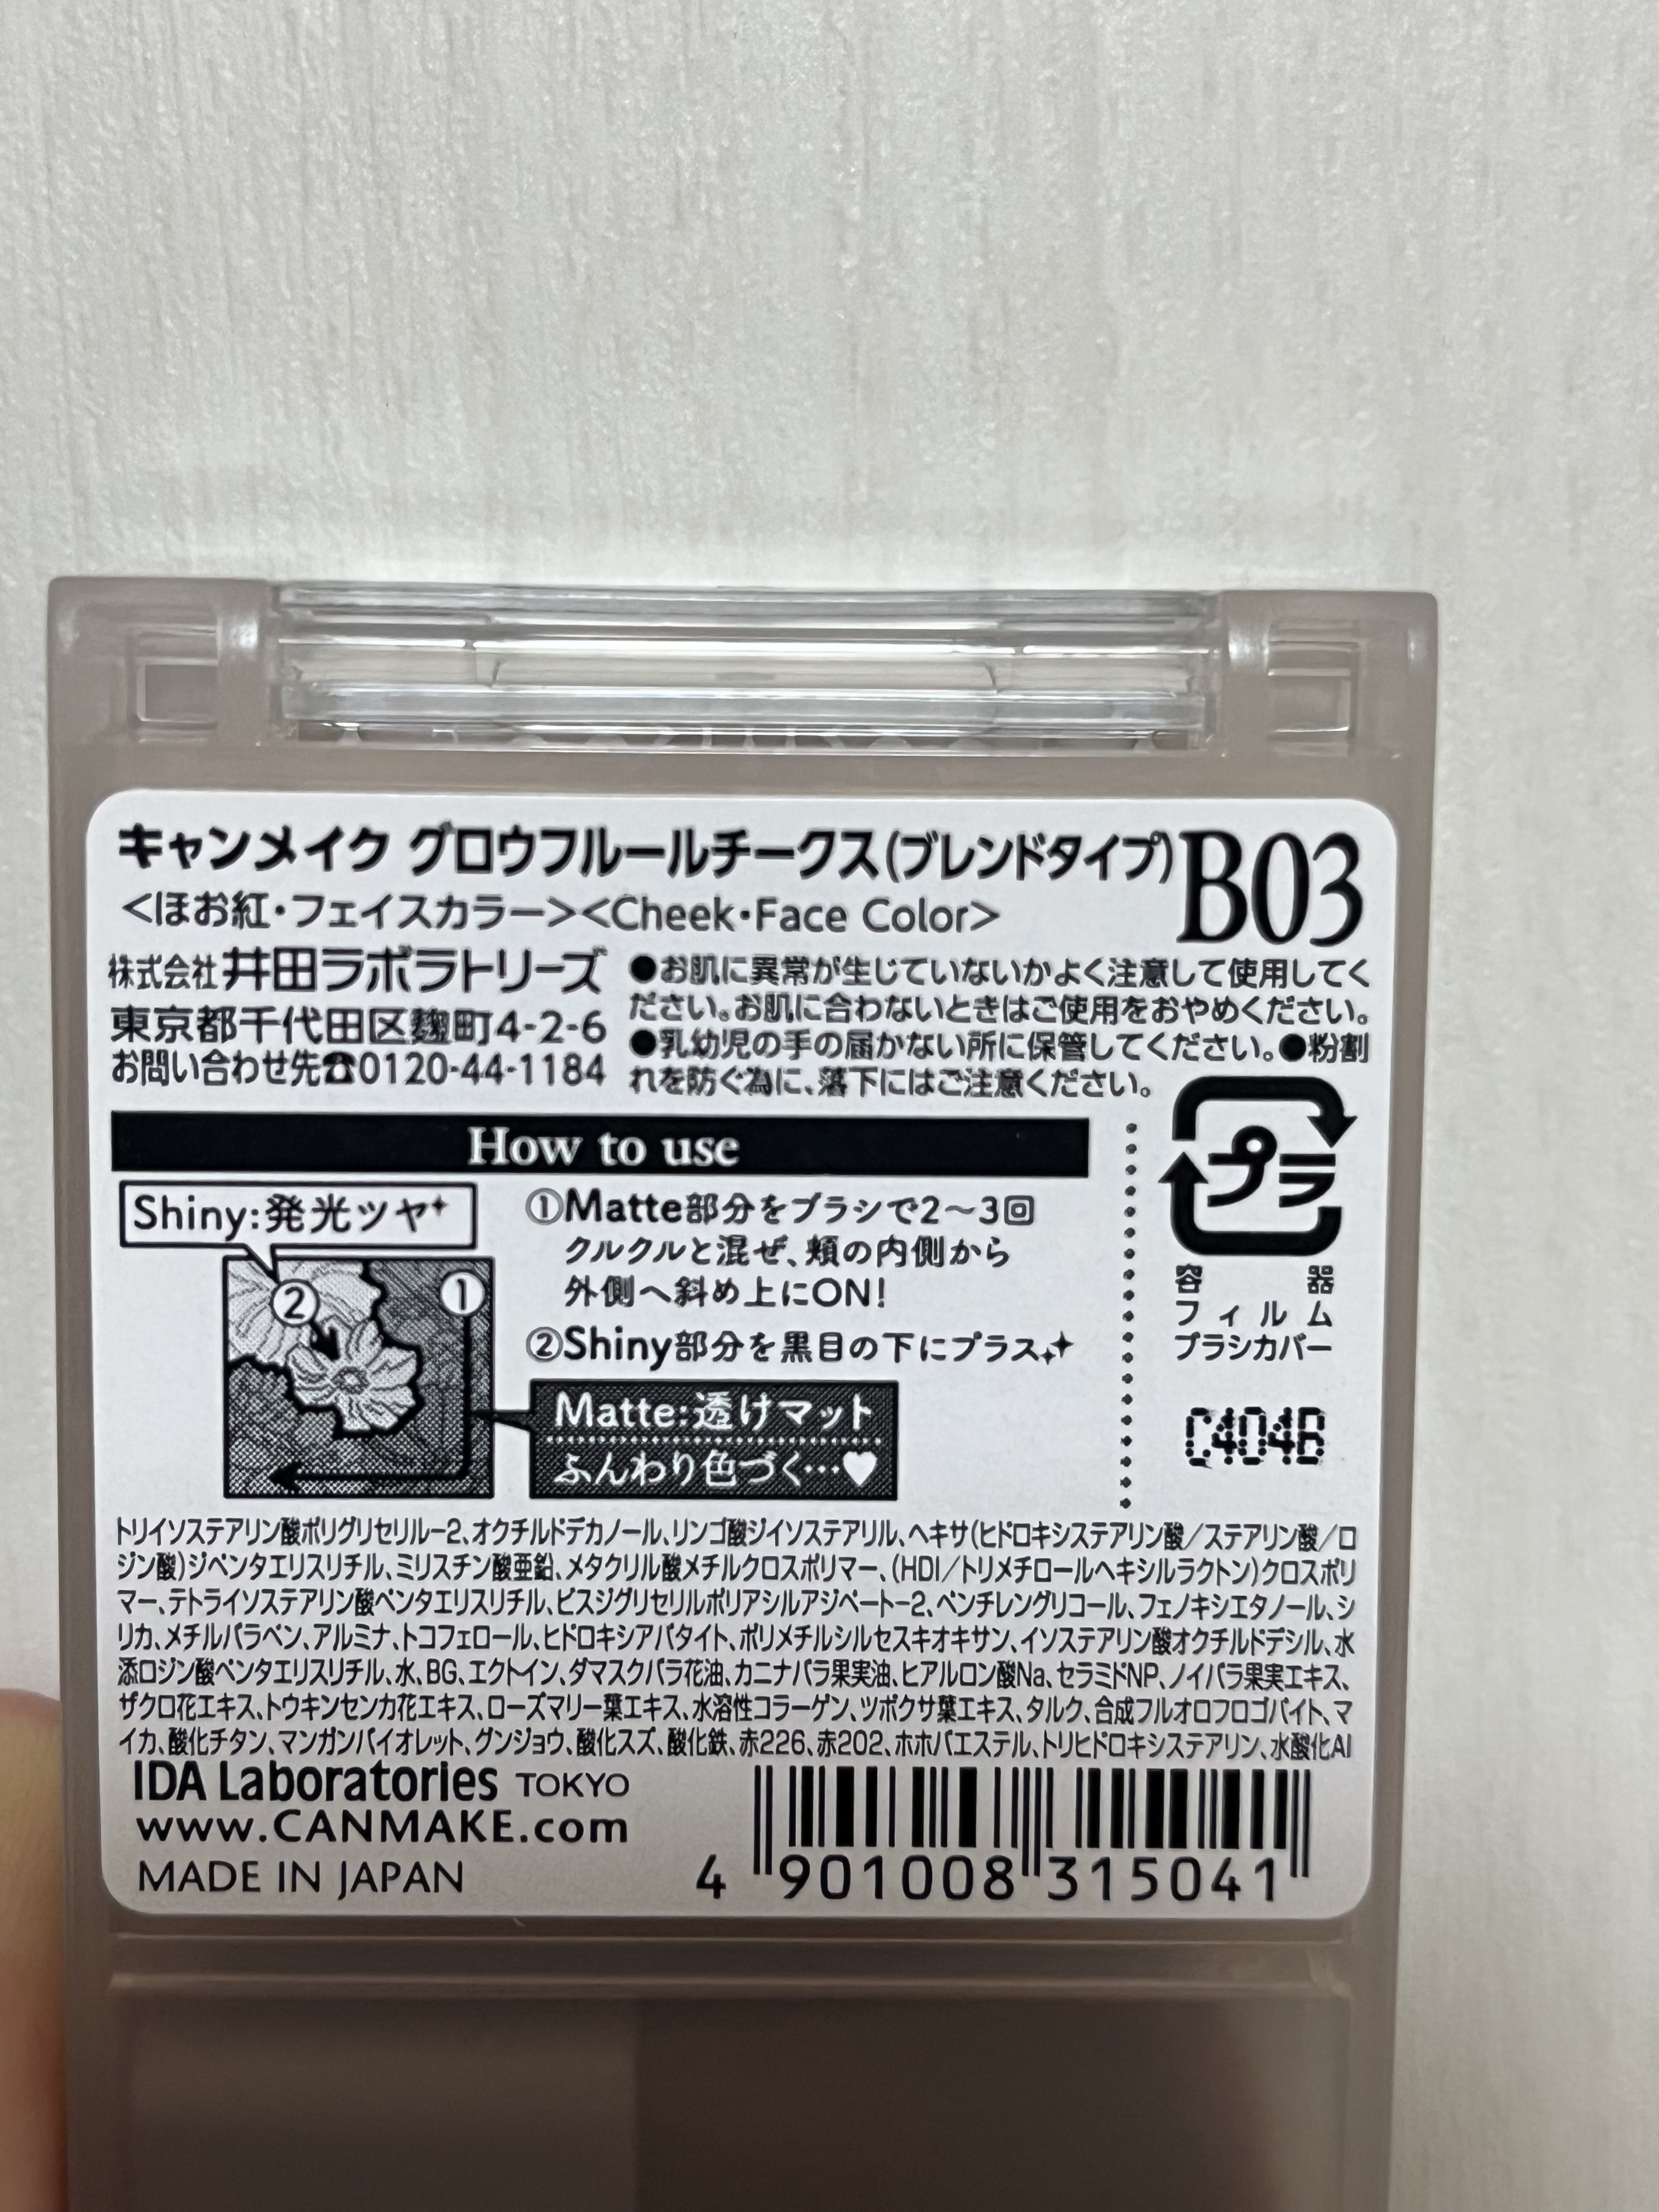 キャンメイク グロウフルールチークス(ブレンドタイプ) B03
<ほお紅・フェイスカラー><Cheek・Face Color>
株式会社井田ラボラトリーズ
東京都千代田区麹町4-2-6
お問い合わせ先☎0120-44-1184
●お肌に異常が生じていないかよく注意して使用してく
ださい。お肌に合わないときはご使用をおやめください。
●乳幼児の手の届かない所に保管してください。●粉割
れを防ぐ為に、落下にはご注意ください。
How to use
Shiny:発光ツヤ
②
①
①Matte部分をブラシで2〜3回
クルクルと混ぜ、頬の内側から
外側へ斜め上にON!
②Shiny部分を黒目の下にプラス
Matte:透けマット
ふんわり色づく…♥
プラ
容器
フィルム
ブラシカバー
C404B
トリイソステアリン酸ポリグリセリル-2、オクチルドデカノール、リンゴ酸ジイソステアリル、ヘキサ(ヒドロキシステアリン酸/ステアリン酸/ロ
ジン酸)ジペンタエリスリチル、ミリスチン酸亜鉛、メタクリル酸メチルクロスポリマー、(HDI/トリメチロールヘキシルラクトン)クロスポリ
マー、テトライソステアリン酸ペンタエリスリチル、ビスジグリセリルポリアシルアジペート-2、ペンチレングリコール、フェノキシエタノール、シ
リカ、メチルパラベン、アルミナ、トコフェロール、ヒドロキシアパタイト、ポリメチルシルセスキオキサン、イソステアリン酸オクチルドデシル、水
添ロジン酸ペンタエリスリチル、水、BG、エクトイン、ダマスクバラ花油、カニナバラ果実油、ヒアルロン酸Na、セラミドNP、ノイバラ果実エキス、
ザクロ花エキス、トウキンセンカ花エキス、ローズマリー葉エキス、水溶性コラーゲン、ツボクサ葉エキス、タルク、合成フルオロフロゴパイト、マ
イカ、酸化チタン、マンガンバイオレット、グンジョウ、酸化スズ、酸化鉄、赤226、赤202、ホホバエステル、トリヒドロキシステアリン、水酸化Al
IDA Laboratories TOKYO
www.CANMAKE.com
MADE IN JAPAN
4 901008 315041